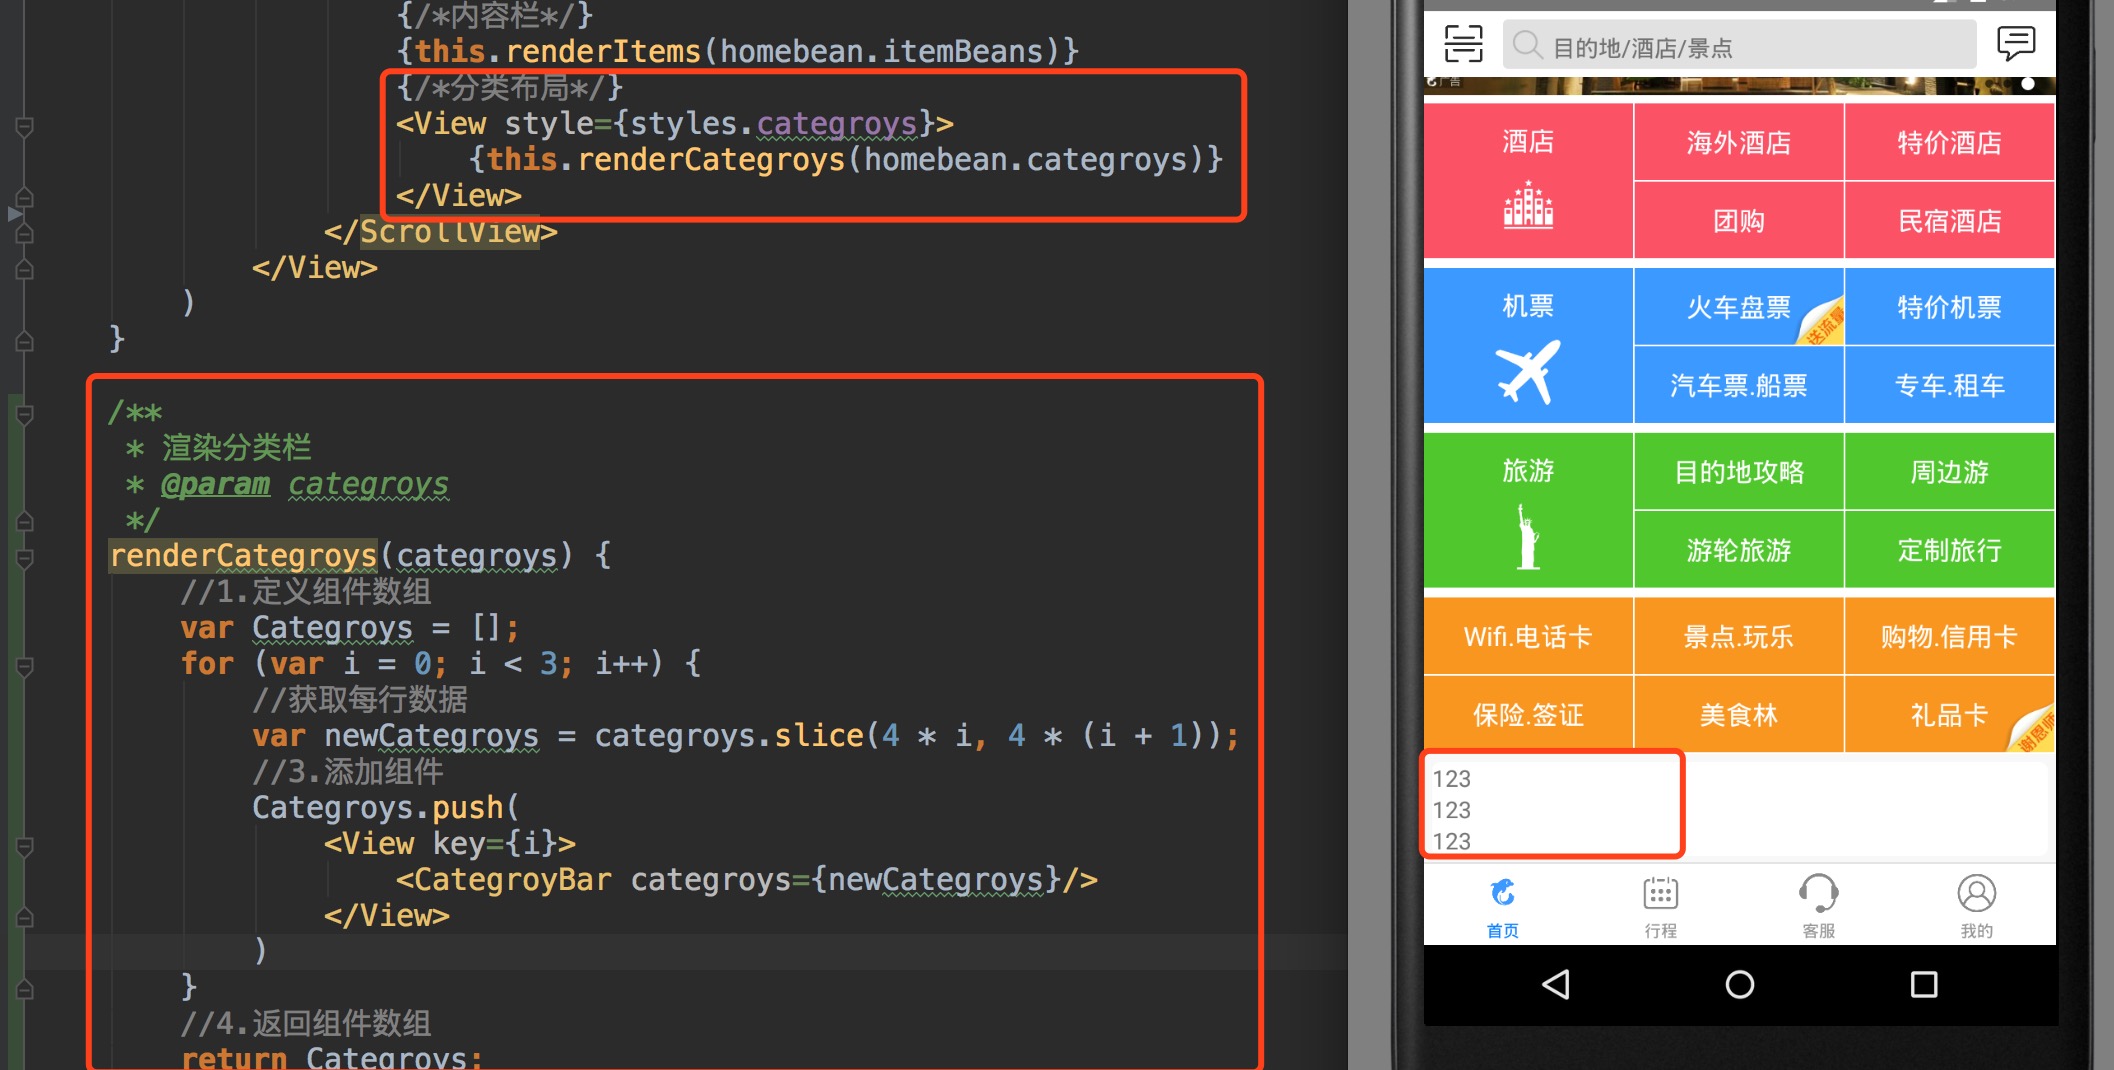 {/*内容栏*/}
{this.renderItems(homebean.itemBeans)}
{/*分类布局*/}
<View style={styles.categroys}>
{this.renderCategroys(homebean.categroys)}
</View>
</ScrollView>
</View>
)
}
/**
* 渲染分类栏
* @param categroys
*/
renderCategroys(categroys) {
//1.定义组件数组
var Categroys = [];
for (var i = 0; i < 3; i++) {
//获取每行数据
var newCategroys = categroys.slice(4 * i, 4 * (i + 1));
//3.添加组件
Categroys.push(
<View key={i}>
<CategroyBar categroys={newCategroys}/>
</View>
)
}
//4.返回组件数组
return Categroys;
目的地/酒店/景点
广告
酒店
海外酒店
特价酒店
团购
民宿酒店
机票
火车盘票
送流量
特价机票
汽车票.船票
专车.租车
旅游
目的地攻略
周边游
游轮旅游
定制旅行
Wifi.电话卡
景点.玩乐
购物.信用卡
保险.签证
美食林
礼品卡
谢恩师
123
123
123
首页
行程
客服
我的